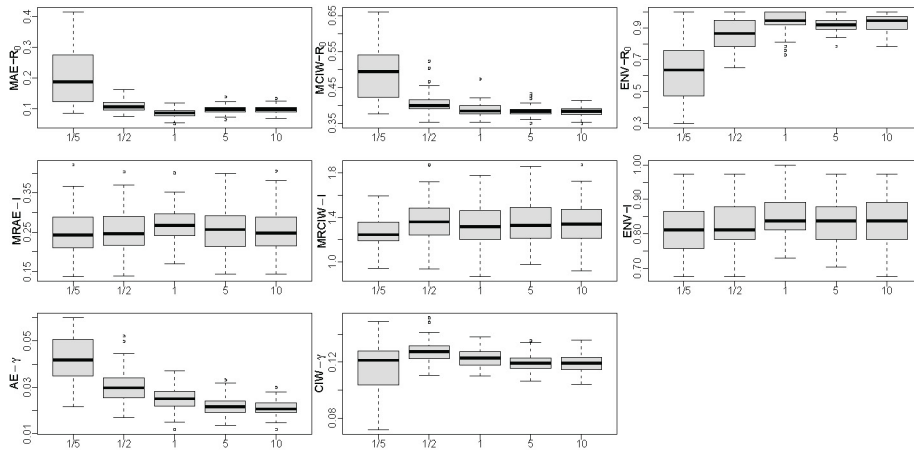 MAE−R0
0.1 0.2 0.3 0.4
1/5 1/2 1 5 10
MCIW−R0
0.35 0.45 0.55 0.65
1/5 1/2 1 5 10
ENV−R0
0.3 0.5 0.7 0.9
1/5 1/2 1 5 10
MRAE−I
0.15 0.25 0.35
1/5 1/2 1 5 10
MRCIW−I
1.0 1.4 1.8
1/5 1/2 1 5 10
ENV−I
0.70 0.80 0.90 1.00
1/5 1/2 1 5 10
AE−γ
0.01 0.03 0.05
1/5 1/2 1 5 10
CIW−γ
0.08 0.12
1/5 1/2 1 5 10